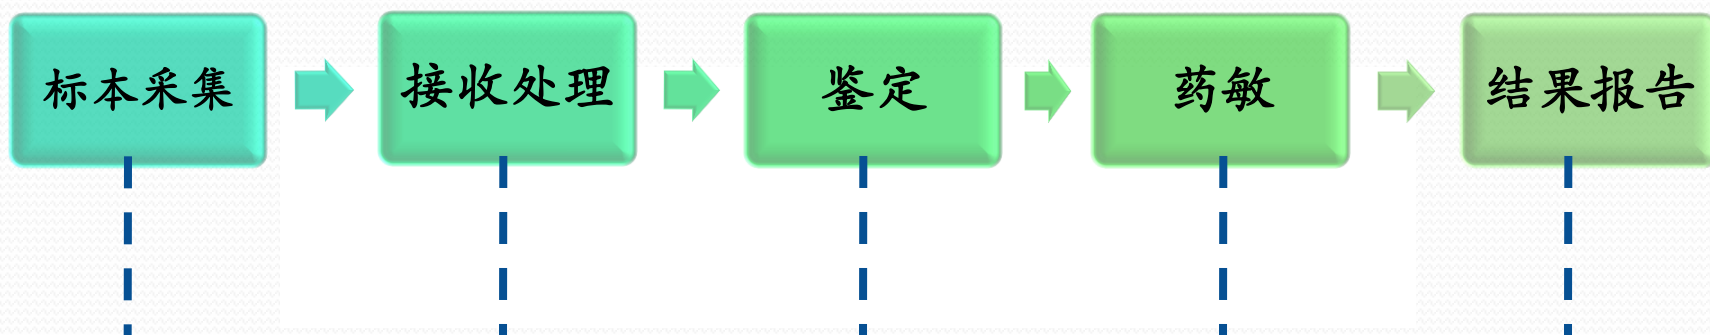 标本采集
接收处理
鉴定
药敏
结果报告